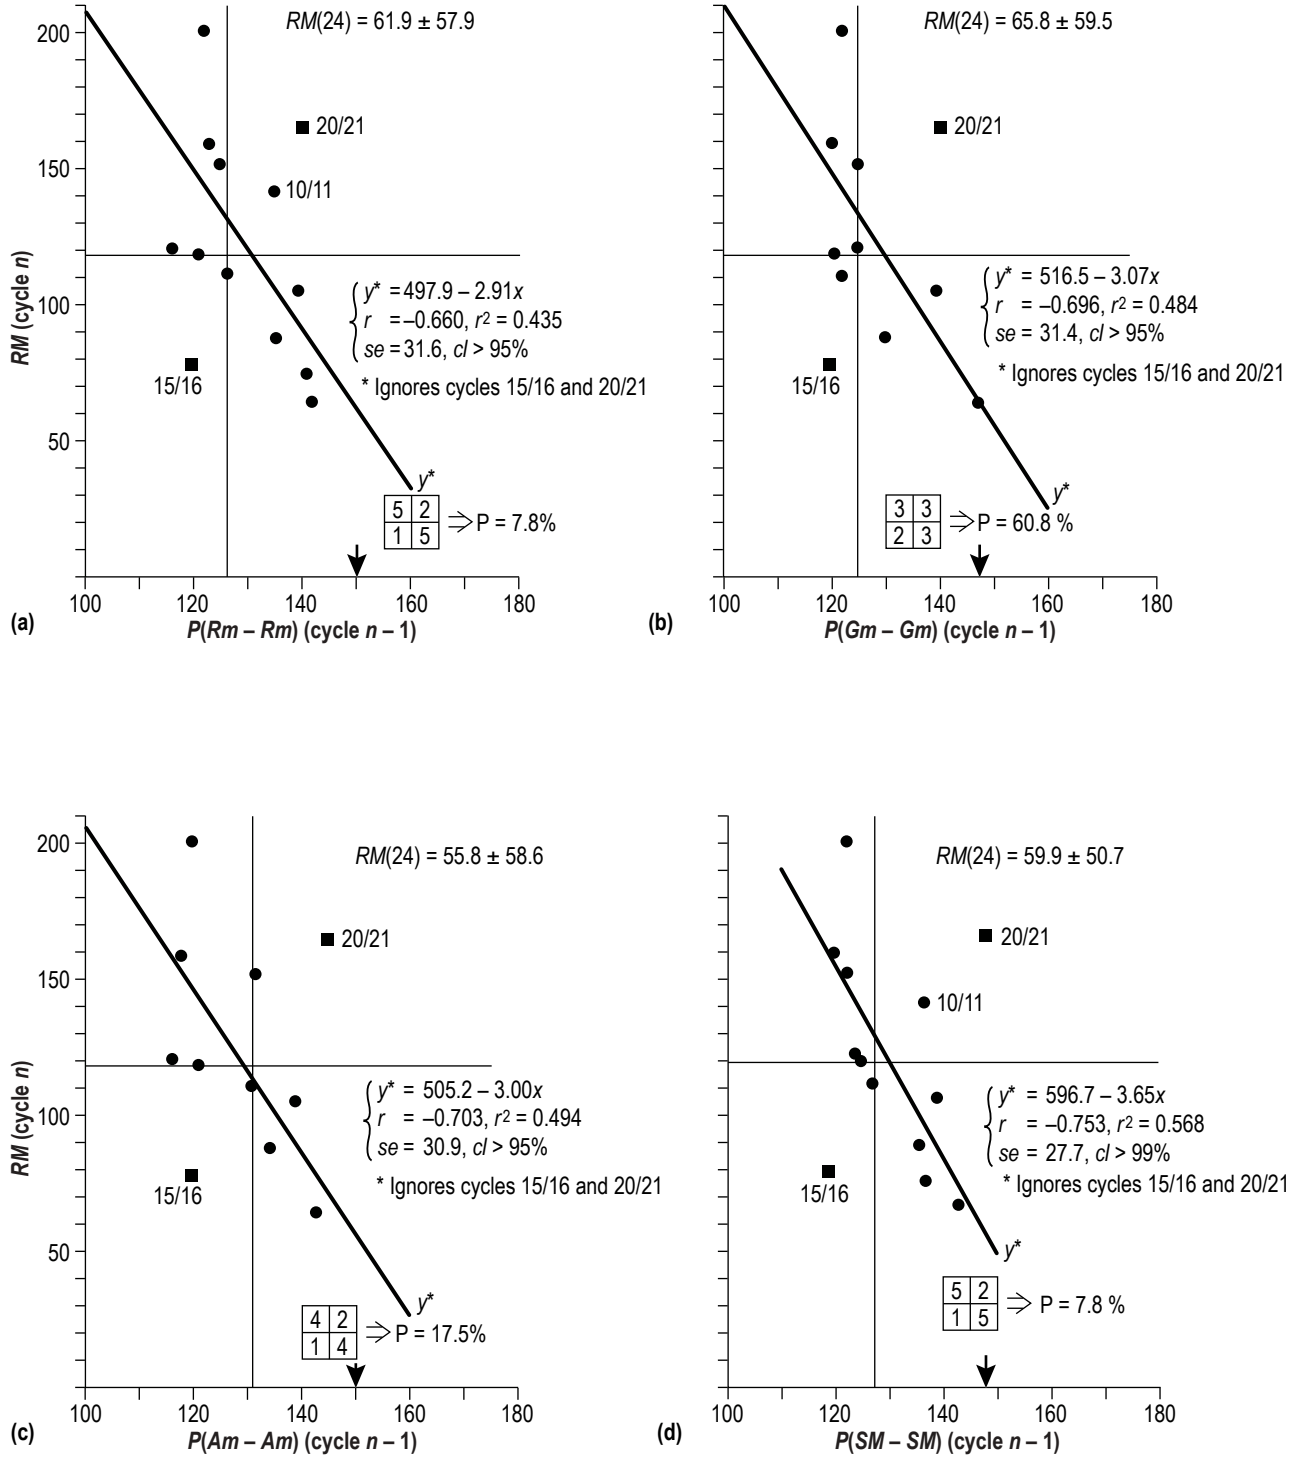 RM(24) = 61.9 ± 57.9
200
20/21
150
10/11
RM (cycle n)
100
y* = 497.9 – 2.91x
r = –0.660, r² = 0.435
se = 31.6, cl > 95%
15/16
* Ignores cycles 15/16 and 20/21
50
y*
5 2
1 5
P = 7.8%
100 120 140 160 180
(a)
P(Rm – Rm) (cycle n – 1)
RM(24) = 65.8 ± 59.5
20/21
y* = 516.5 – 3.07x
r = –0.696, r² = 0.484
se = 31.4, cl > 95%
15/16
* Ignores cycles 15/16 and 20/21
y*
3 3
2 3
P = 60.8 %
100 120 140 160 180
(b)
P(Gm – Gm) (cycle n – 1)
200
RM(24) = 55.8 ± 58.6
20/21
150
RM (cycle n)
100
y* = 505.2 – 3.00x
r = –0.703, r² = 0.494
se = 30.9, cl > 95%
15/16
* Ignores cycles 15/16 and 20/21
50
y*
4 2
1 4
P = 17.5%
100 120 140 160 180
(c)
P(Am – Am) (cycle n – 1)
RM(24) = 59.9 ± 50.7
20/21
10/11
y* = 596.7 – 3.65x
r = –0.753, r² = 0.568
se = 27.7, cl > 99%
15/16
* Ignores cycles 15/16 and 20/21
y*
5 2
1 5
P = 7.8 %
100 120 140 160 180
(d)
P(SM – SM) (cycle n – 1)